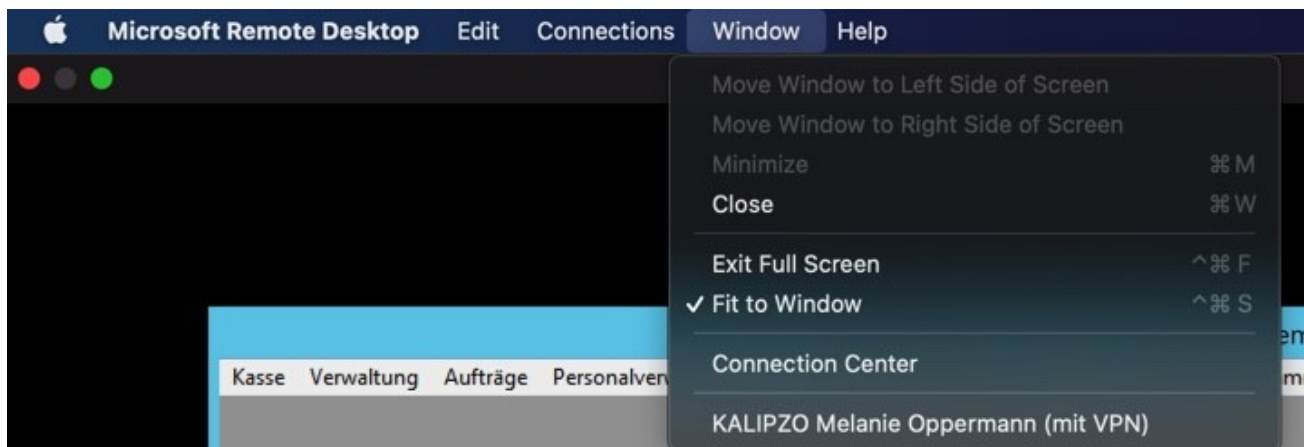 Microsoft Remote Desktop Edit Connections Window Help
Move Window to Left Side of Screen
Move Window to Right Side of Screen
Minimize ⌘ M
Close ⌘ W
Exit Full Screen ^⌘ F
✓ Fit to Window ^⌘ S
Connection Center
Kasse Verwaltung Aufträge
KALIPZO Melanie Oppermann (mit VPN)